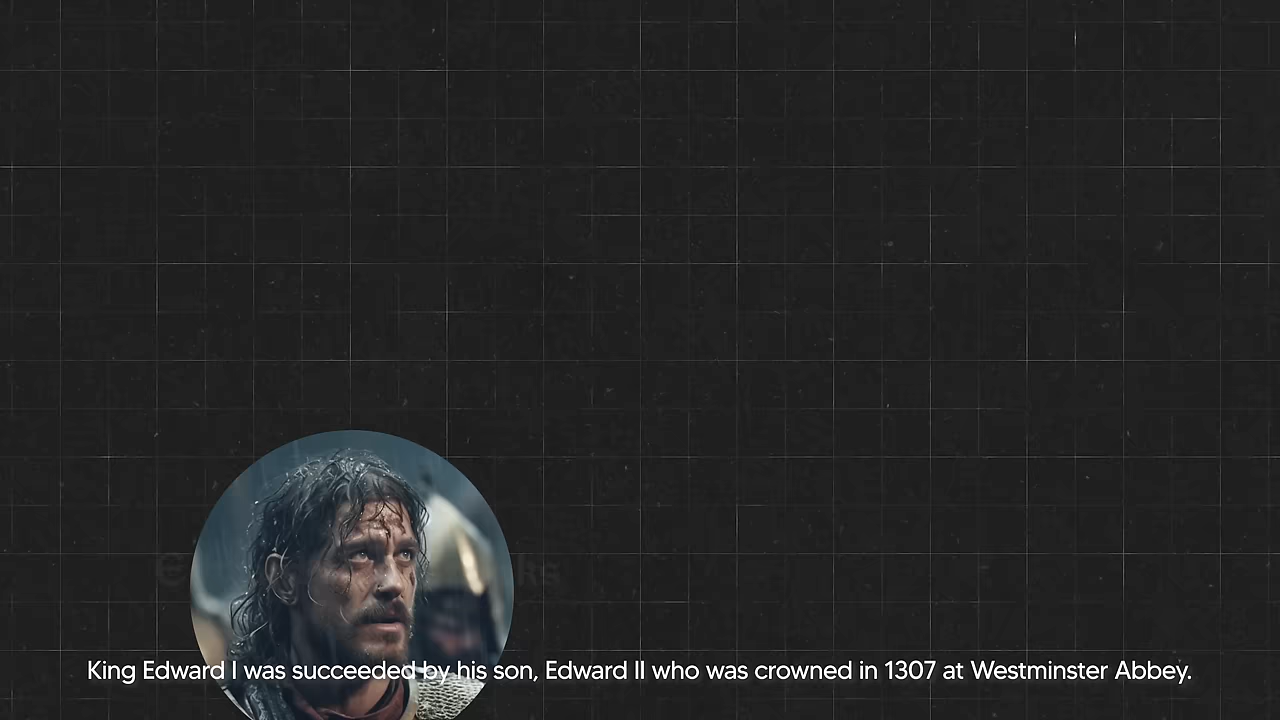 King Edward I was succeeded by his son, Edward II who was crowned in 1307 at Westminster Abbey.